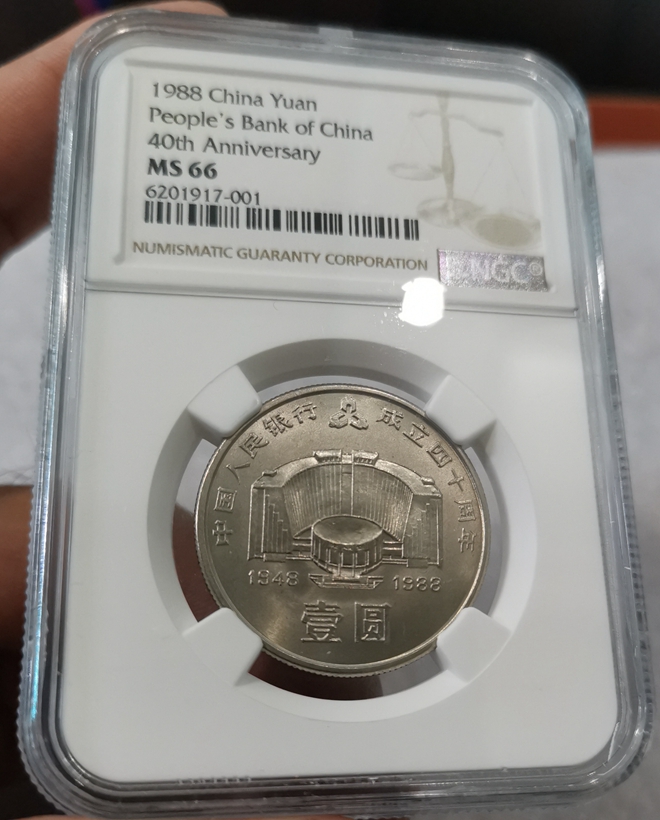 1988 China Yuan
People's Bank of China
40th Anniversary
MS 66
6201917-001
NUMISMATIC GUARANTY CORPORATION
NGC®
中國人民银行 成立四十周年
1948 1988
壹圆